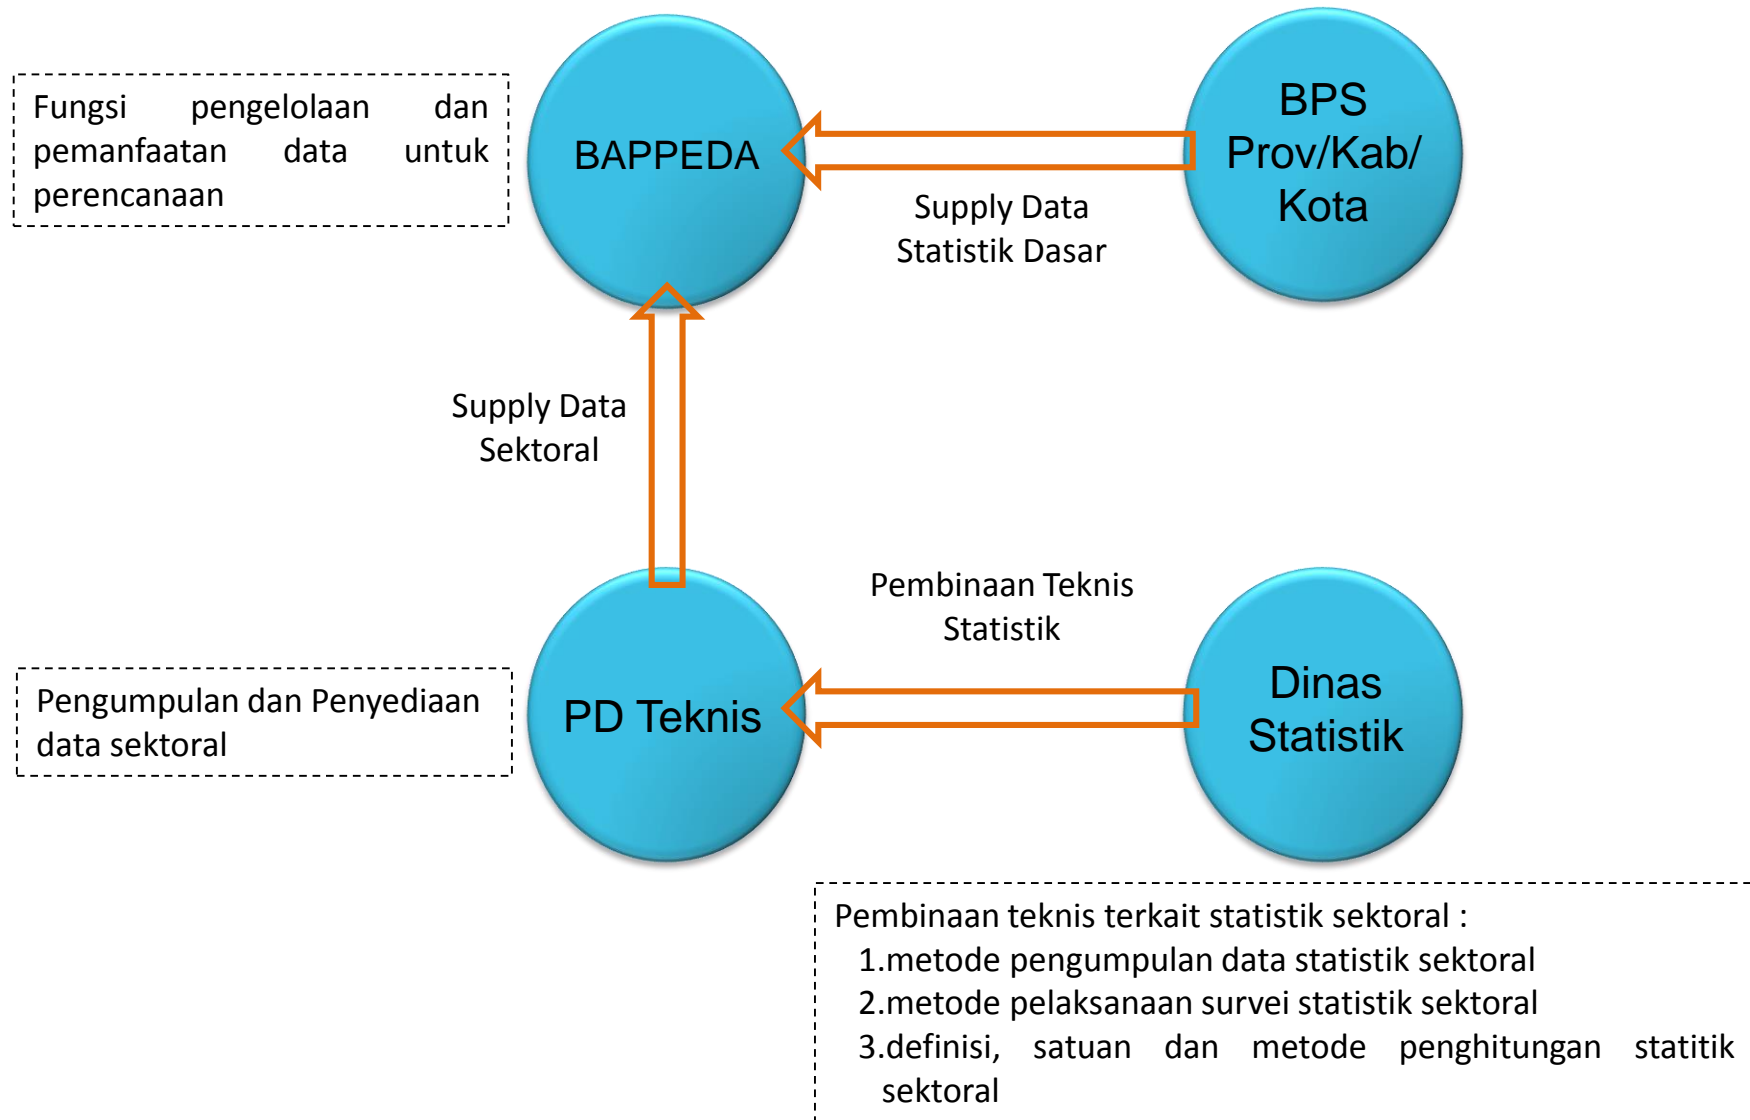 Fungsi pengelolaan dan
pemanfaatan data untuk
perencanaan
BAPPEDA
BPS
Prov/Kab/
Kota
Supply Data
Statistik Dasar
Supply Data
Sektoral
Pembinaan Teknis
Statistik
Pengumpulan dan Penyediaan
data sektoral
PD Teknis
Dinas
Statistik
Pembinaan teknis terkait statistik sektoral :
1.metode pengumpulan data statistik sektoral
2.metode pelaksanaan survei statistik sektoral
3.definisi, satuan dan metode penghitungan statitik
sektoral